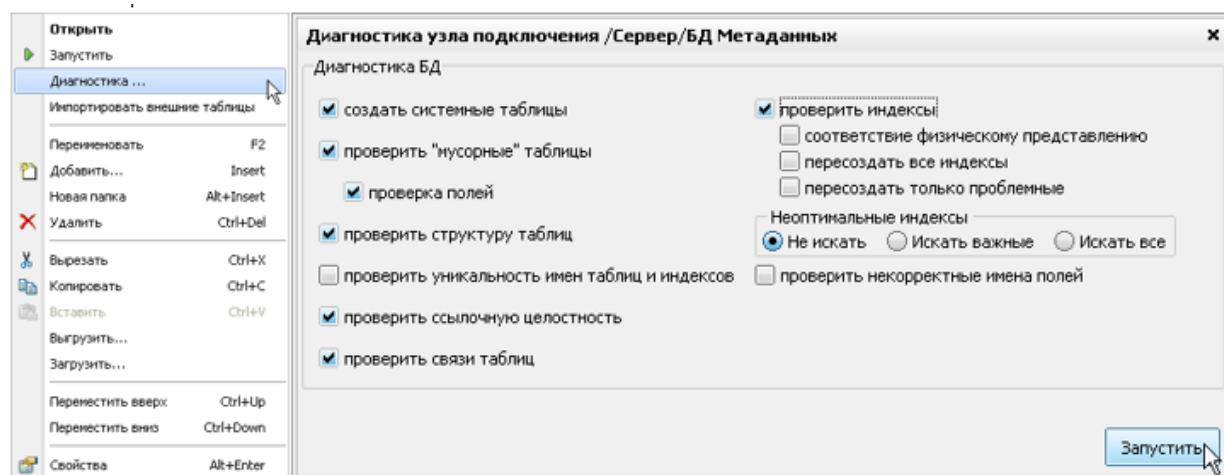 Открыть
Запустить
Диагностика ...
Импортировать внешние таблицы
Переименовать F2
Добавить... Insert
Новая папка Alt+Insert
Удалить Ctrl+Del
Вырезать Ctrl+X
Копировать Ctrl+C
Вставить Ctrl+V
Выгрузить...
Загрузить...
Переместить вверх Ctrl+Up
Переместить вниз Ctrl+Down
Свойства Alt+Enter
Диагностика узла подключения /Сервер/БД Метаданных
Диагностика БД
создать системные таблицы
проверить "мусорные" таблицы
проверка полей
проверить структуру таблиц
проверить уникальность имен таблиц и индексов
проверить ссылочную целостность
проверить связи таблиц
проверить индексы
соответствие физическому представлению
пересоздать все индексы
пересоздать только проблемные
Неоптимальные индексы
Не искать Искать важные Искать все
проверить некорректные имена полей
Запустить